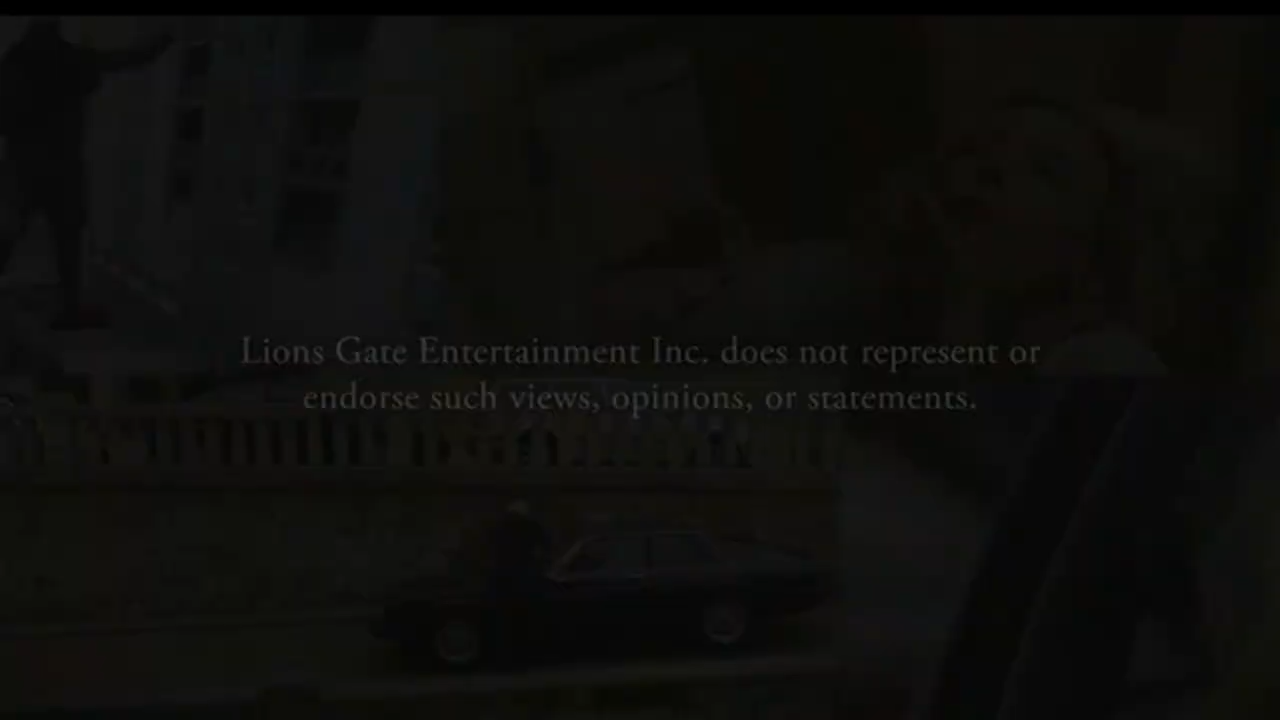 Lions Gate Entertainment Inc. does not represent or
endorse such views, opinions, or statements.